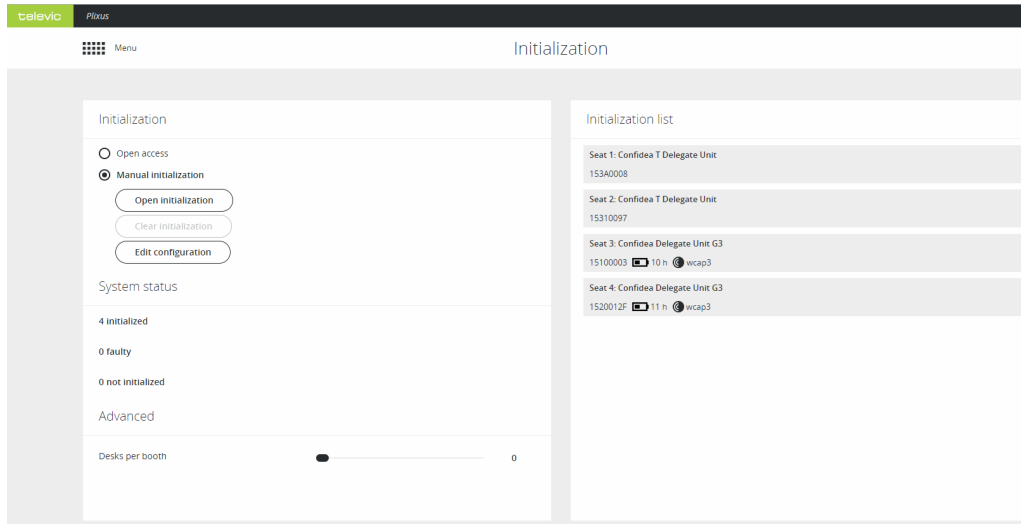 televic Plixus
Menu
Initialization
Initialization
Open access
Manual initialization
Open initialization
Clear initialization
Edit configuration
System status
4 initialized
0 faulty
0 not initialized
Advanced
Desks per booth 0
Initialization list
Seat 1: Confidea T Delegate Unit
153A0008
Seat 2: Confidea T Delegate Unit
15310097
Seat 3: Confidea Delegate Unit G3
15100003 10 h wcap3
Seat 4: Confidea Delegate Unit G3
1520012F 11 h wcap3